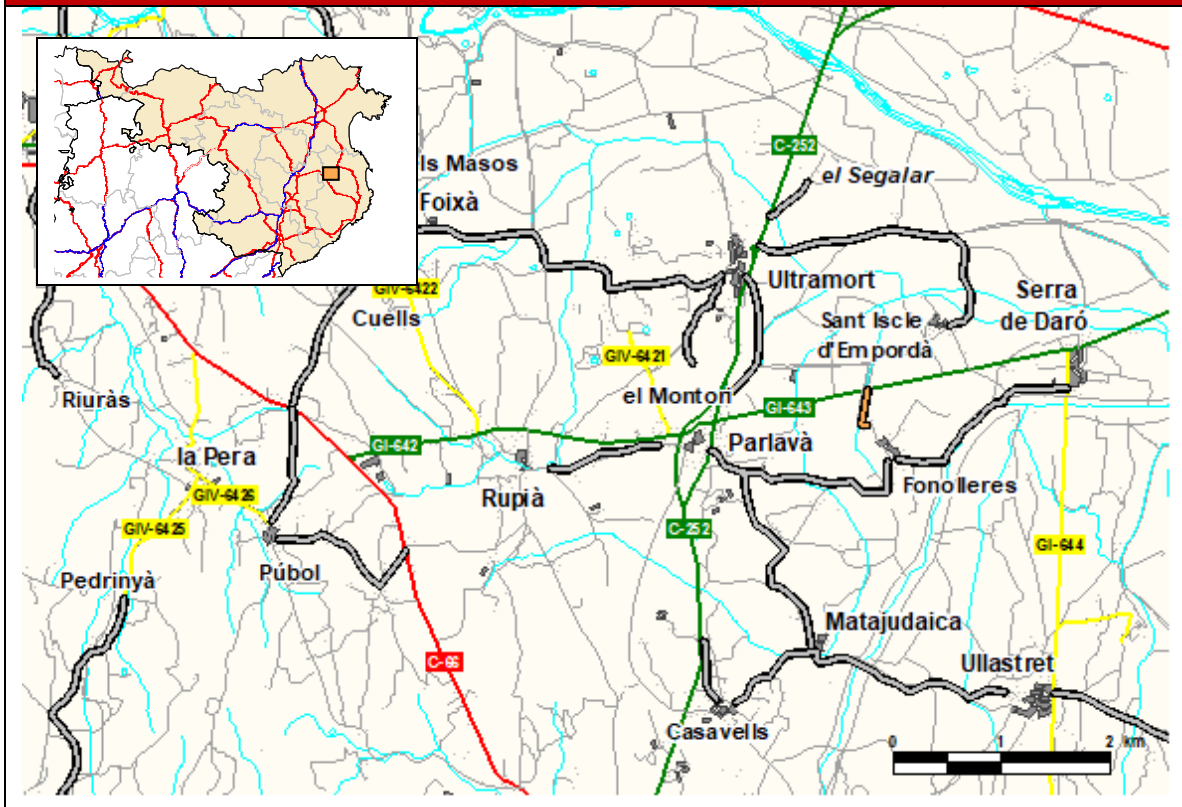 C-252
el Segalar
ls Masos
Foixà
Ultramort
Serra
de Daró
GIV-6422
Cuells
Sant Iscle
d'Empordà
GIV-6421
el Montori
GI-643
Riuràs
la Pera
GI-642
Parlavà
GIV-6426
Rupià
Fonolleres
GIV-6425
C-252
GI-644
Pedrinyà
Púbol
Matajudaica
C-66
Ullastret
Casavells
0 1 2 km